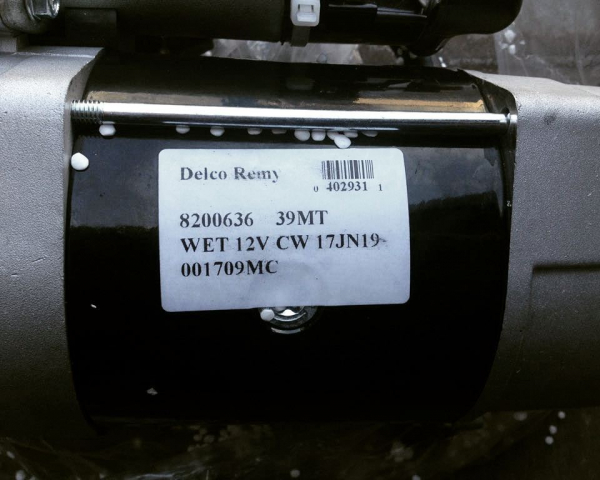 Delco Remy
0 402931 1
8200636 39MT
WET 12V CW 17JN19
001709MC